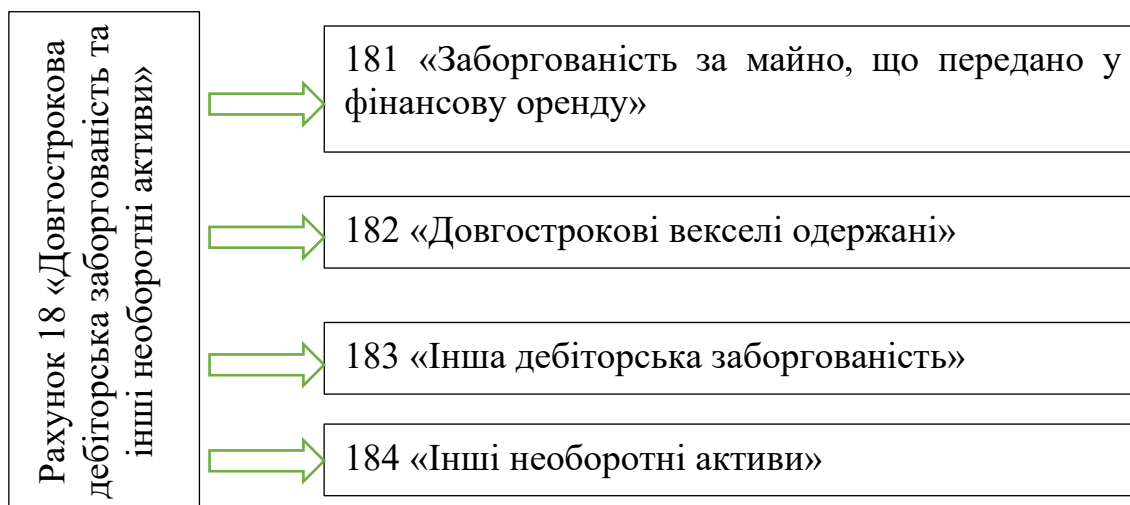 Рахунок 18 «Довгострокова
дебіторська заборгованість та
інші необоротні активи»
181 «Заборгованість за майно, що передано у
фінансову оренду»
182 «Довгострокові векселі одержані»
183 «Інша дебіторська заборгованість»
184 «Інші необоротні активи»